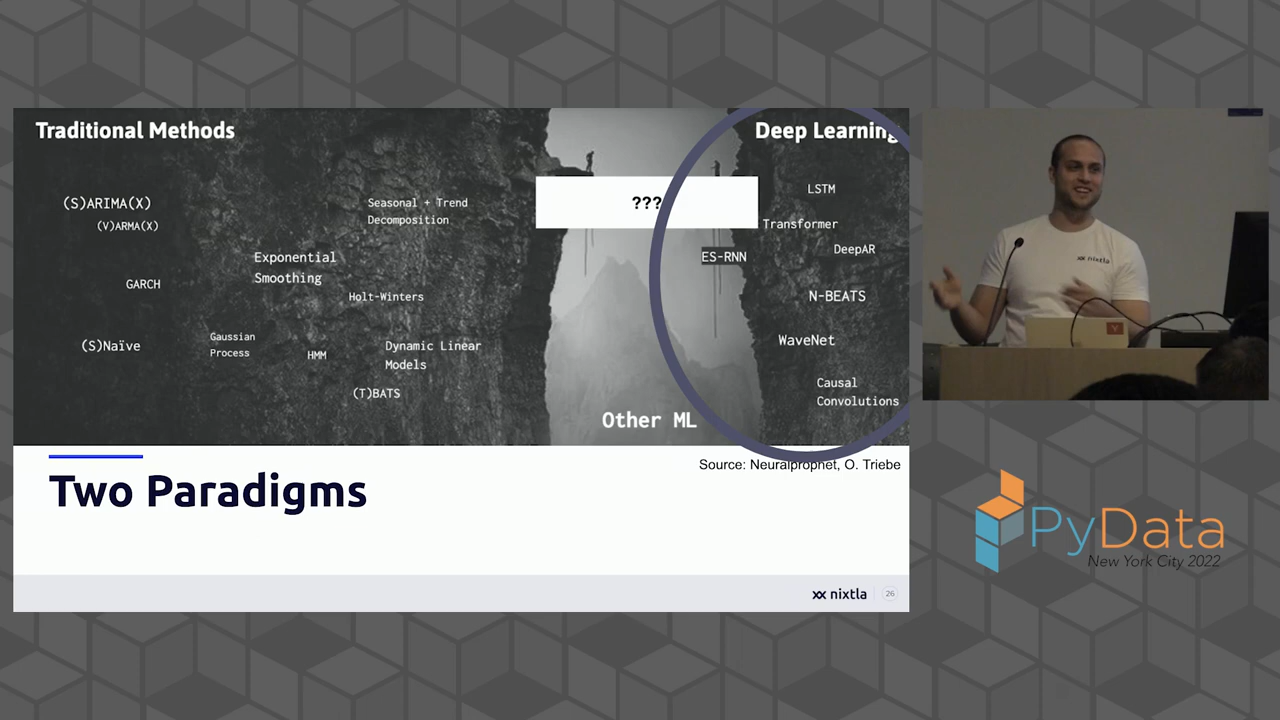 Traditional Methods
Deep Learning
(S)ARIMA(X)
(V)ARMA(X)
Seasonal + Trend
Decomposition
???
LSTM
Transformer
DeepAR
Exponential
Smoothing
ES-RNN
GARCH
Holt-Winters
N-BEATS
(S)Naïve
Gaussian
Process
HMM
Dynamic Linear
Models
WaveNet
(T)BATS
Causal
Convolutions
Other ML
Source: Neuralprophet, O. Triebe
Two Paradigms
nixtla
26
nixtla
Y
PyData
New York City 2022